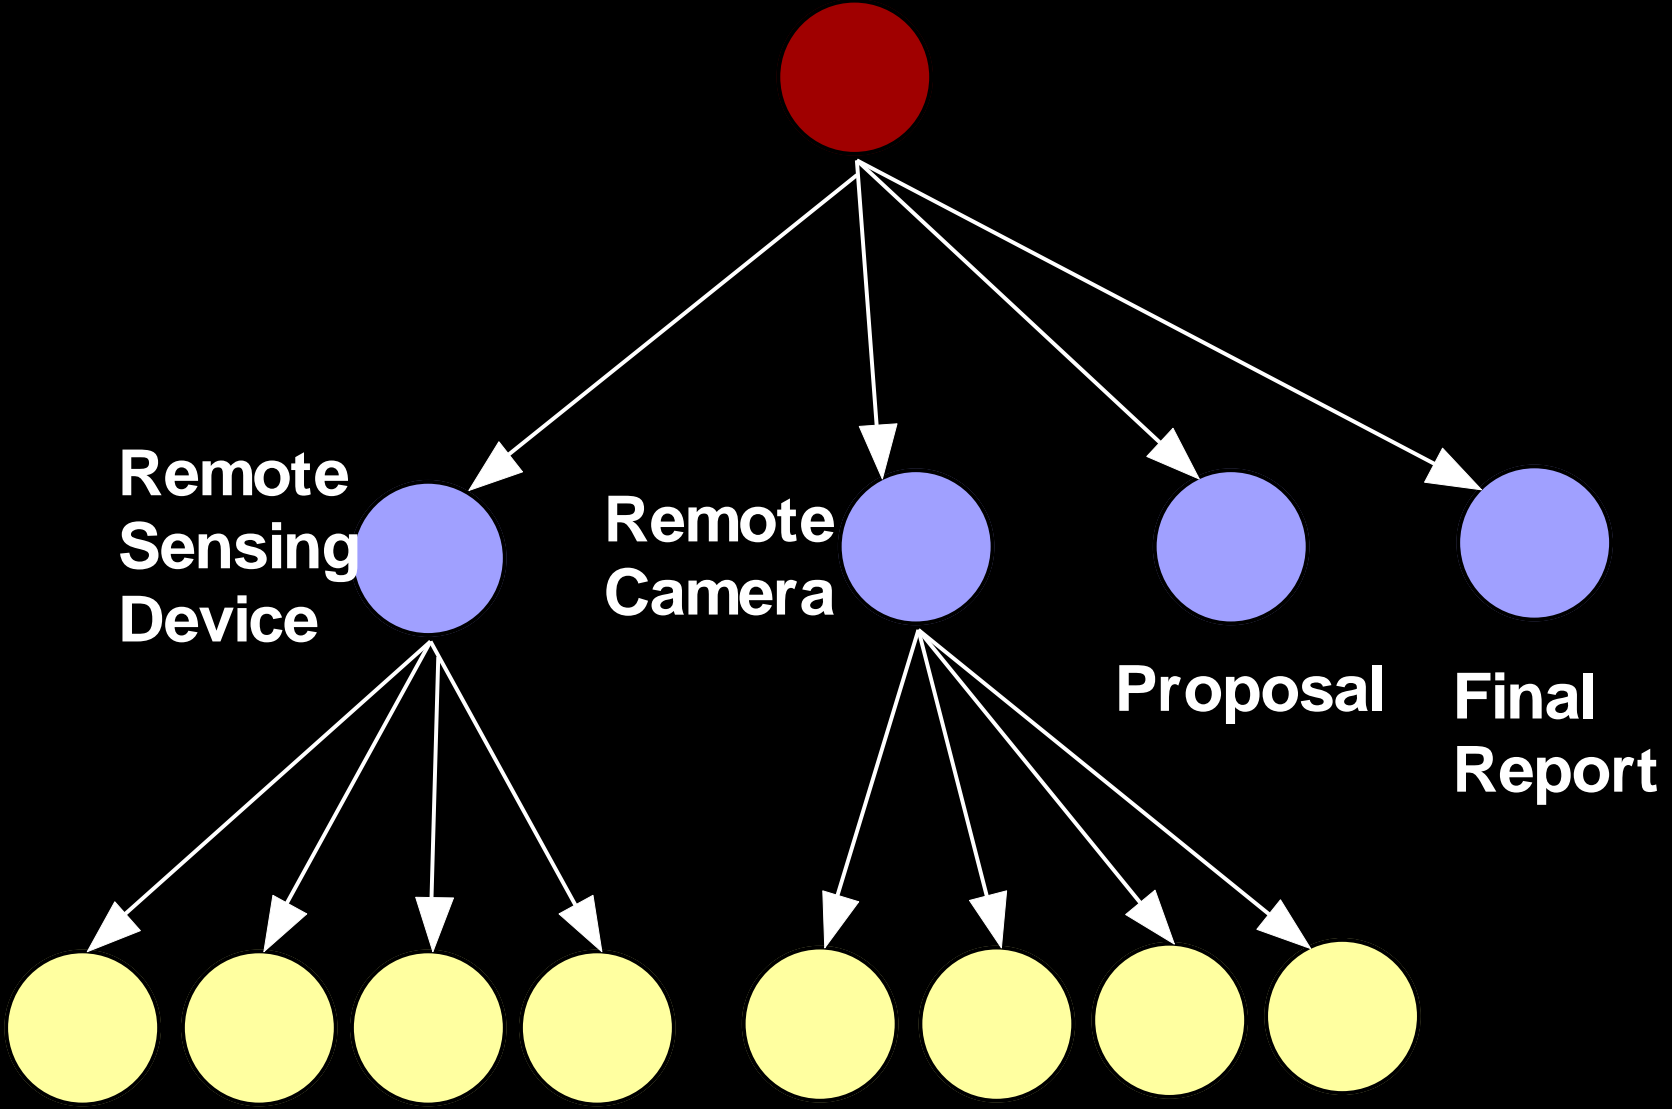 Remote
Sensing
Device
Remote
Camera
Proposal
Final
Report